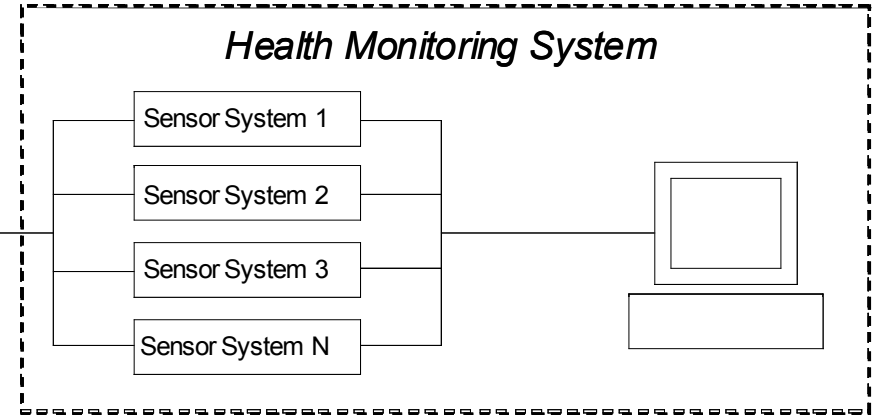 Health Monitoring System
Sensor System 1
Sensor System 2
Sensor System 3
Sensor System N